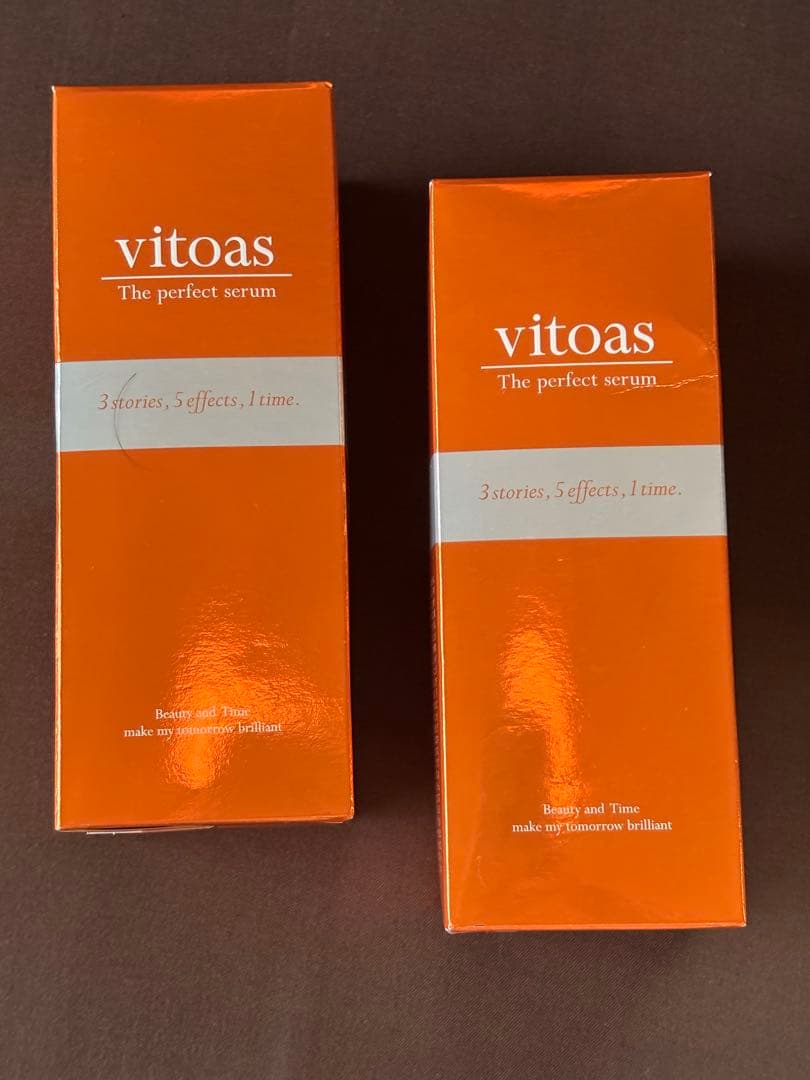 vitoas
The perfect serum
3 stories, 5 effects, 1 time.
Beauty and Time
make my tomorrow brilliant
vitoas
The perfect serum
3 stories, 5 effects, 1 time.
Beauty and Time
make my tomorrow brilliant